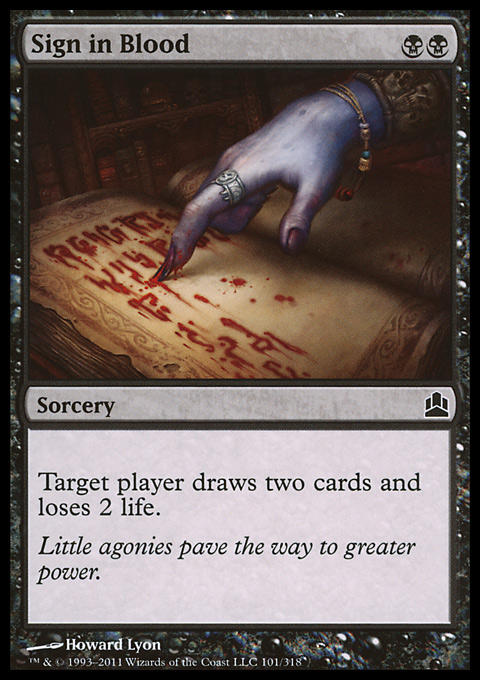 Sign in Blood
Sorcery
Target player draws two cards and
loses 2 life.
Little agonies pave the way to greater
power.
Howard Lyon
™ & © 1993–2011 Wizards of the Coast LLC 101/318